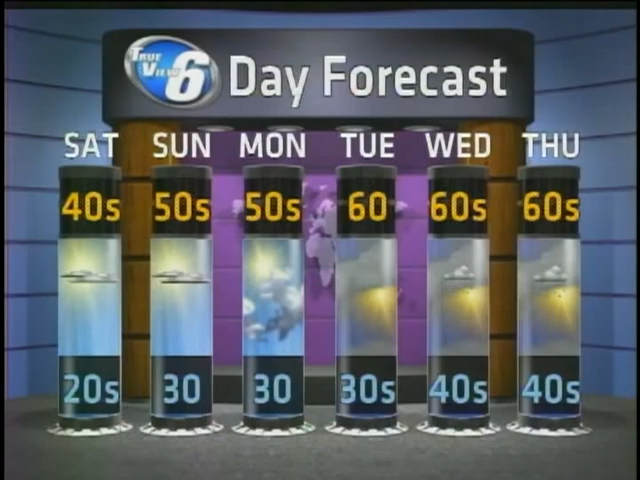 TRUE VIEW 6 Day Forecast
SAT SUN MON TUE WED THU
40s 50s 50s 60 60s 60s
20s 30 30 30s 40s 40s